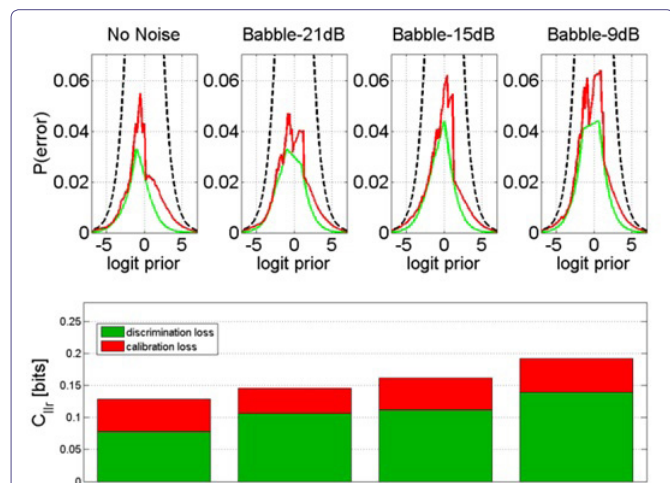 No Noise
Babble-21dB
Babble-15dB
Babble-9dB
P(error)
0.06
0.04
0.02
0
-5 0 5
logit prior
0.06
0.04
0.02
0
-5 0 5
logit prior
0.06
0.04
0.02
0
-5 0 5
logit prior
0.06
0.04
0.02
0
-5 0 5
logit prior
C_llr [bits]
0.25
0.2
0.15
0.1
0.05
0
discrimination loss
calibration loss